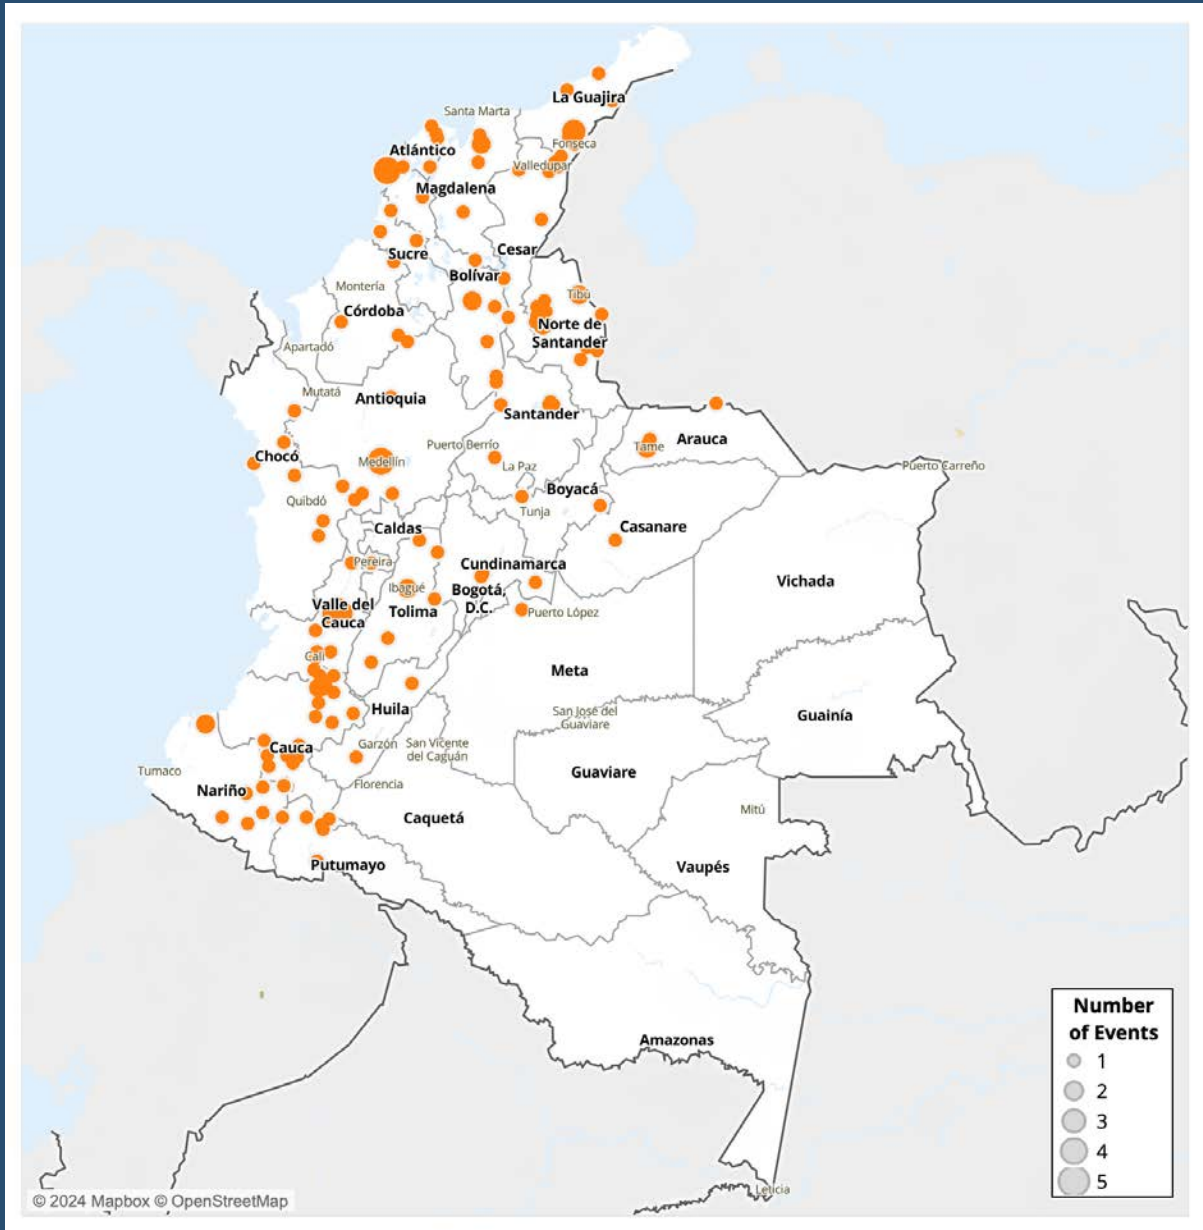 La Guajira
Santa Marta
Fonseca
Atlántico
Valledupar
Magdalena
Cesar
Sucre
Bolívar
Montería
Tibú
Córdoba
Norte de
Santander
Apartadó
Mutatá
Antioquia
Santander
Arauca
Puerto Berrío
Tame
Chocó
Medellín
La Paz
Puerto Carreño
Boyacá
Quibdó
Tunja
Caldas
Casanare
Pereira
Cundinamarca
Ibagué
Bogotá,
D.C.
Vichada
Valle del
Cauca
Tolima
Puerto López
Cali
Meta
Huila
San José del
Guaviare
Guainía
Cauca
Garzón
San Vicente
del Caguán
Tumaco
Guaviare
Nariño
Florencia
Caquetá
Mitú
Putumayo
Vaupés
Amazonas
Leticia
Number
of Events
1
2
3
4
5
© 2024 Mapbox © OpenStreetMap